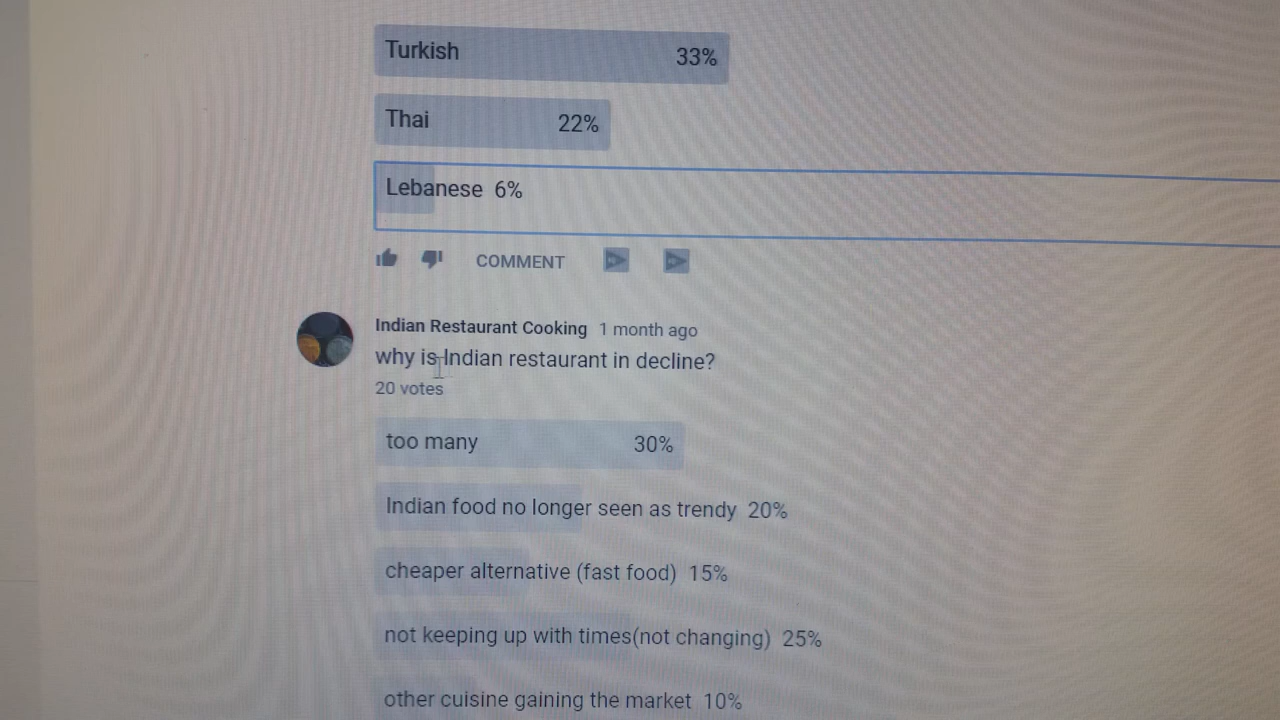 Turkish 33%
Thai 22%
Lebanese 6%
COMMENT
Indian Restaurant Cooking 1 month ago
why is Indian restaurant in decline?
20 votes
too many 30%
Indian food no longer seen as trendy 20%
cheaper alternative (fast food) 15%
not keeping up with times(not changing) 25%
other cuisine gaining the market 10%